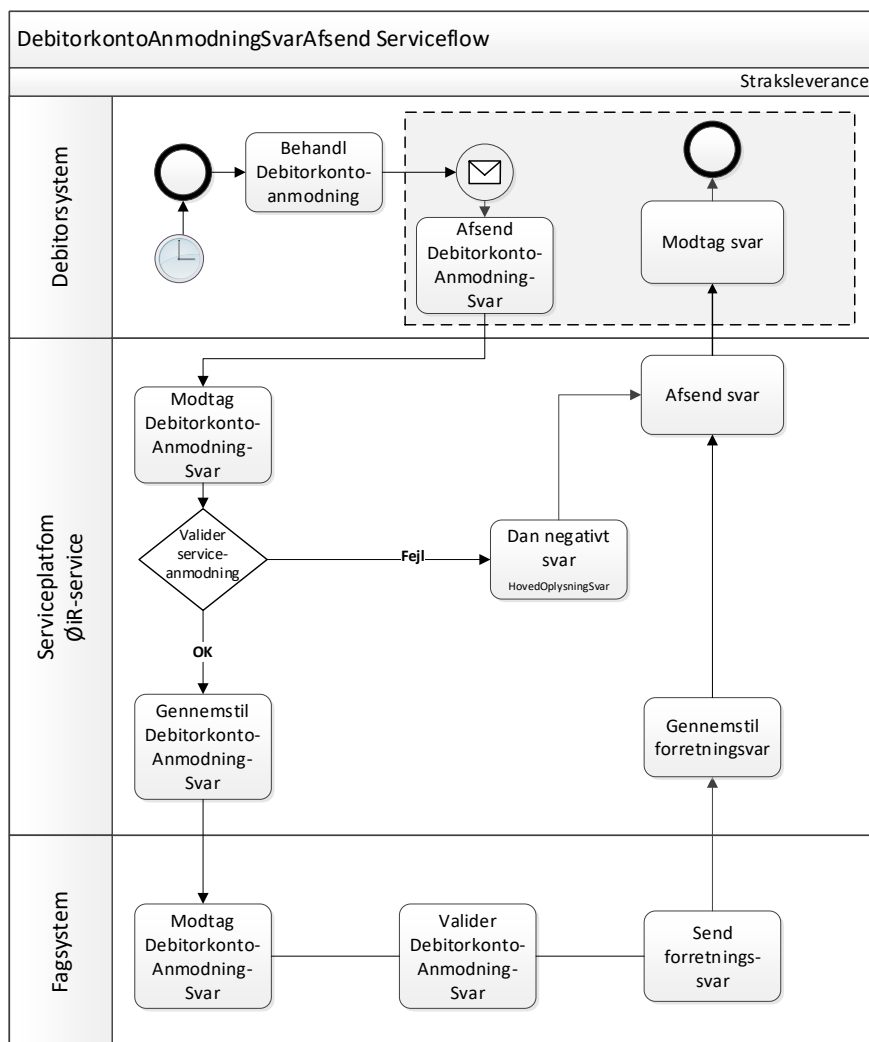 DebitorkontoAnmodningSvarAfsend Serviceflow
Straksleverance
Debitorsystem
Behandl
Debitorkonto-
anmodning
Afsend
Debitorkonto-
Anmodning-
Svar
Modtag svar
Serviceplatfom
ØiR-service
Modtag
Debitorkonto-
Anmodning-
Svar
Afsend svar
Valider
service-
anmodning
Fejl
Dan negativt
svar
HovedOplysningSvar
OK
Gennemstil
Debitorkonto-
Anmodning-
Svar
Gennemstil
forretningsvar
Fagsystem
Modtag
Debitorkonto-
Anmodning-
Svar
Valider
Debitorkonto-
Anmodning-
Svar
Send
forretnings-
svar